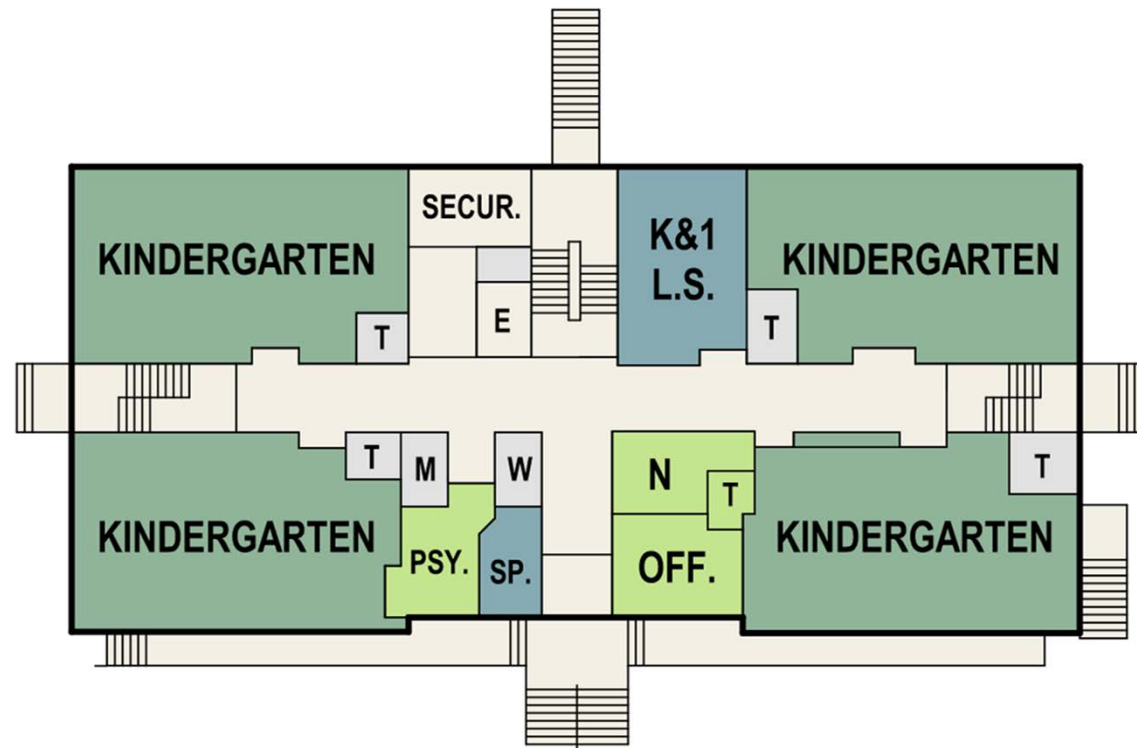 SECUR.
K&1
L.S.
KINDERGARTEN
KINDERGARTEN
E
T
T
T
M
W
N
T
T
KINDERGARTEN
PSY.
SP.
OFF.
KINDERGARTEN